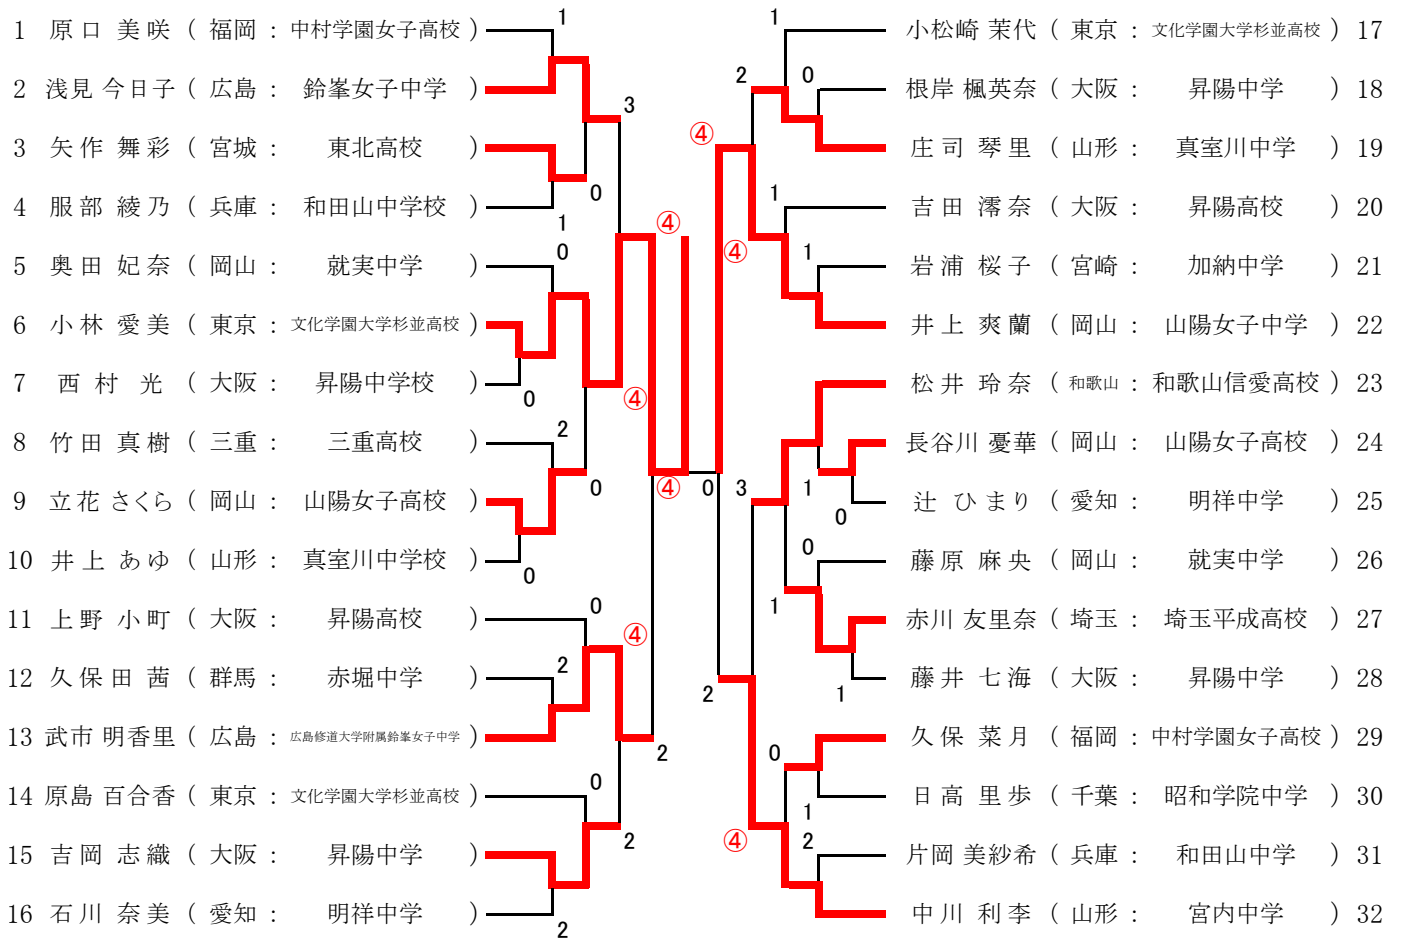 1 原口 美咲 ( 福岡 : 中村学園女子高校 )
2 浅見 今日子 ( 広島 : 鈴峯女子中学 )
3 矢作 舞彩 ( 宮城 : 東北高校 )
4 服部 綾乃 ( 兵庫 : 和田山中学校 )
5 奥田 妃奈 ( 岡山 : 就実中学 )
6 小林 愛美 ( 東京 : 文化学園大学杉並高校 )
7 西村 光 ( 大阪 : 昇陽中学校 )
8 竹田 真樹 ( 三重 : 三重高校 )
9 立花 さくら ( 岡山 : 山陽女子高校 )
10 井上 あゆ ( 山形 : 真室川中学校 )
11 上野 小町 ( 大阪 : 昇陽高校 )
12 久保田 茜 ( 群馬 : 赤堀中学 )
13 武市 明香里 ( 広島 : 広島修道大学附属鈴峯女子中学 )
14 原島 百合香 ( 東京 : 文化学園大学杉並高校 )
15 吉岡 志織 ( 大阪 : 昇陽中学 )
16 石川 奈美 ( 愛知 : 明祥中学 )
1
3
0
1
0
④
0
2
0
0
④
0
④
2
0
2
2
④
④
0
1
2
0
④
1
④
1
3
1
0
0
1
1
2
0
1
④
2
小松崎 茉代 ( 東京 : 文化学園大学杉並高校 ) 17
根岸 楓英奈 ( 大阪 : 昇陽中学 ) 18
庄司 琴里 ( 山形 : 真室川中学 ) 19
吉田 澪奈 ( 大阪 : 昇陽高校 ) 20
岩浦 桜子 ( 宮崎 : 加納中学 ) 21
井上 爽蘭 ( 岡山 : 山陽女子中学 ) 22
松井 玲奈 ( 和歌山 : 和歌山信愛高校 ) 23
長谷川 憂華 ( 岡山 : 山陽女子高校 ) 24
辻 ひまり ( 愛知 : 明祥中学 ) 25
藤原 麻央 ( 岡山 : 就実中学 ) 26
赤川 友里奈 ( 埼玉 : 埼玉平成高校 ) 27
藤井 七海 ( 大阪 : 昇陽中学 ) 28
久保 菜月 ( 福岡 : 中村学園女子高校 ) 29
日高 里歩 ( 千葉 : 昭和学院中学 ) 30
片岡 美紗希 ( 兵庫 : 和田山中学 ) 31
中川 利李 ( 山形 : 宮内中学 ) 32